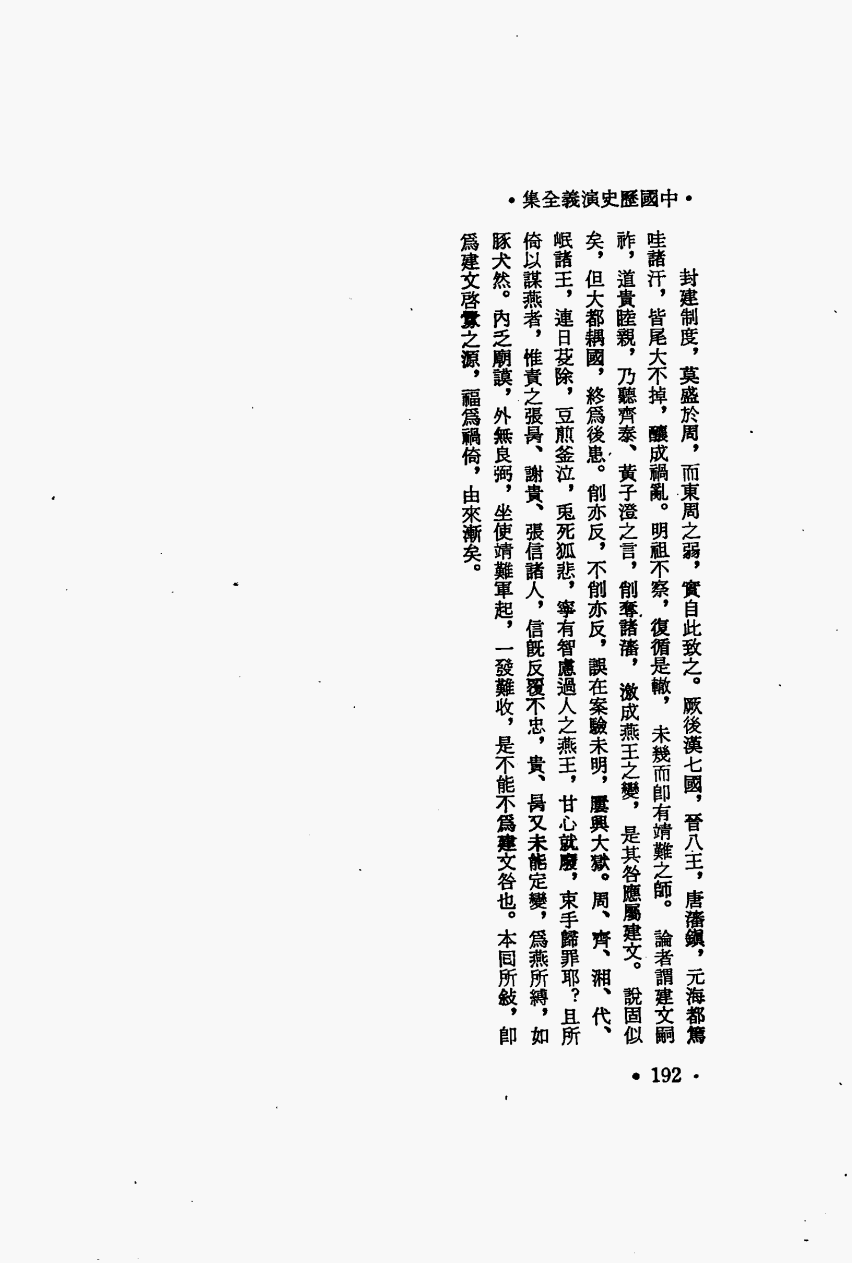 •中國歷史演義全集•
封建制度，莫盛於周，而東周之弱，實自此致之。厥後漢七國，晉八王，唐藩鎭，元海都篤
哇諸汗，皆尾大不掉，釀成禍亂。明祖不察，復循是轍，未幾而卽有靖難之師。論者謂建文嗣
祚，道貴睦親，乃聽齊泰、黃子澄之言，削奪諸藩，激成燕王之變，是其咎應屬建文。說固似
矣，但大都耦國，終爲後患。削亦反，不削亦反，誤在案驗未明，屢興大獄。周、齊、湘、代、
岷諸王，連日芟除，豆煎釜泣，兎死狐悲，寧有智慮過人之燕王，甘心就廢，束手歸罪耶？且所
倚以謀燕者，惟責之張昺、謝貴、張信諸人，信旣反覆不忠，貴、昺又未能定變，爲燕所縛，如
豚犬然。內乏廟謨，外無良弼，坐使靖難軍起，一發難收，是不能不爲建文咎也。本回所敍，卽
爲建文啓釁之源，福爲禍倚，由來漸矣。
•192•